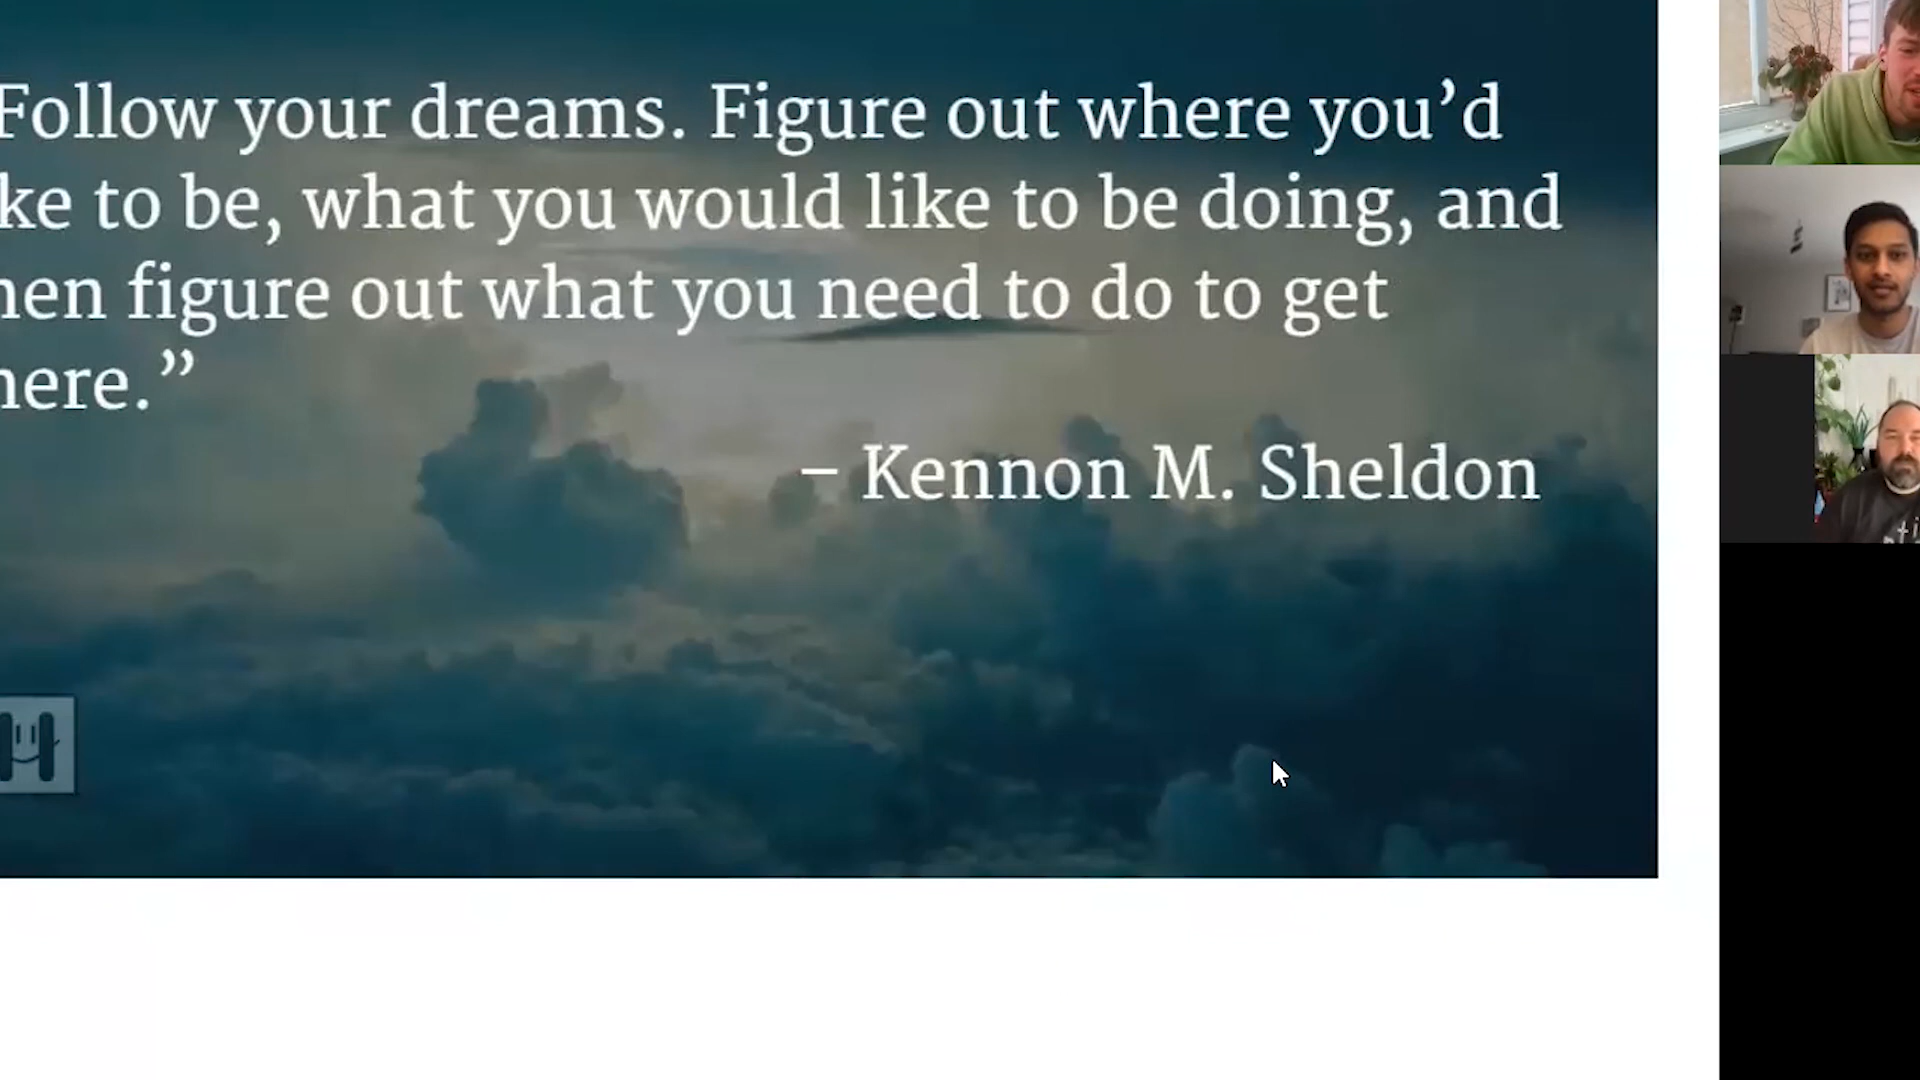 Follow your dreams. Figure out where you’d
ke to be, what you would like to be doing, and
hen figure out what you need to do to get
here.”
– Kennon M. Sheldon